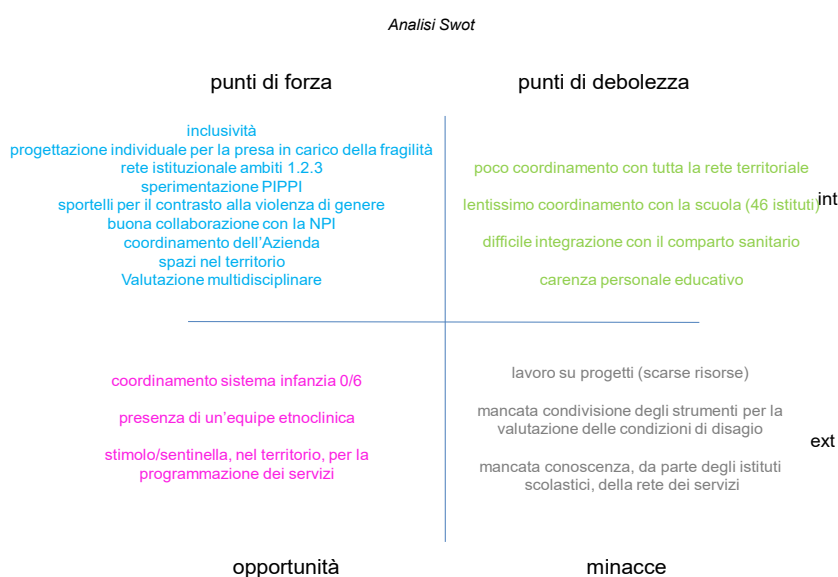 Analisi Swot
punti di forza
punti di debolezza
inclusività
progettazione individuale per la presa in carico della fragilità
rete istituzionale ambiti 1.2.3
sperimentazione PIPPI
sportelli per il contrasto alla violenza di genere
buona collaborazione con la NPI
coordinamento dell'Azienda
spazi nel territorio
Valutazione multidisciplinare
poco coordinamento con tutta la rete territoriale
lentissimo coordinamento con la scuola (46 istituti)
difficile integrazione con il comparto sanitario
carenza personale educativo
int
coordinamento sistema infanzia 0/6
presenza di un'equipe etnoclinica
stimolo/sentinella, nel territorio, per la
programmazione dei servizi
lavoro su progetti (scarse risorse)
mancata condivisione degli strumenti per la
valutazione delle condizioni di disagio
mancata conoscenza, da parte degli istituti
scolastici, della rete dei servizi
ext
opportunità
minacce